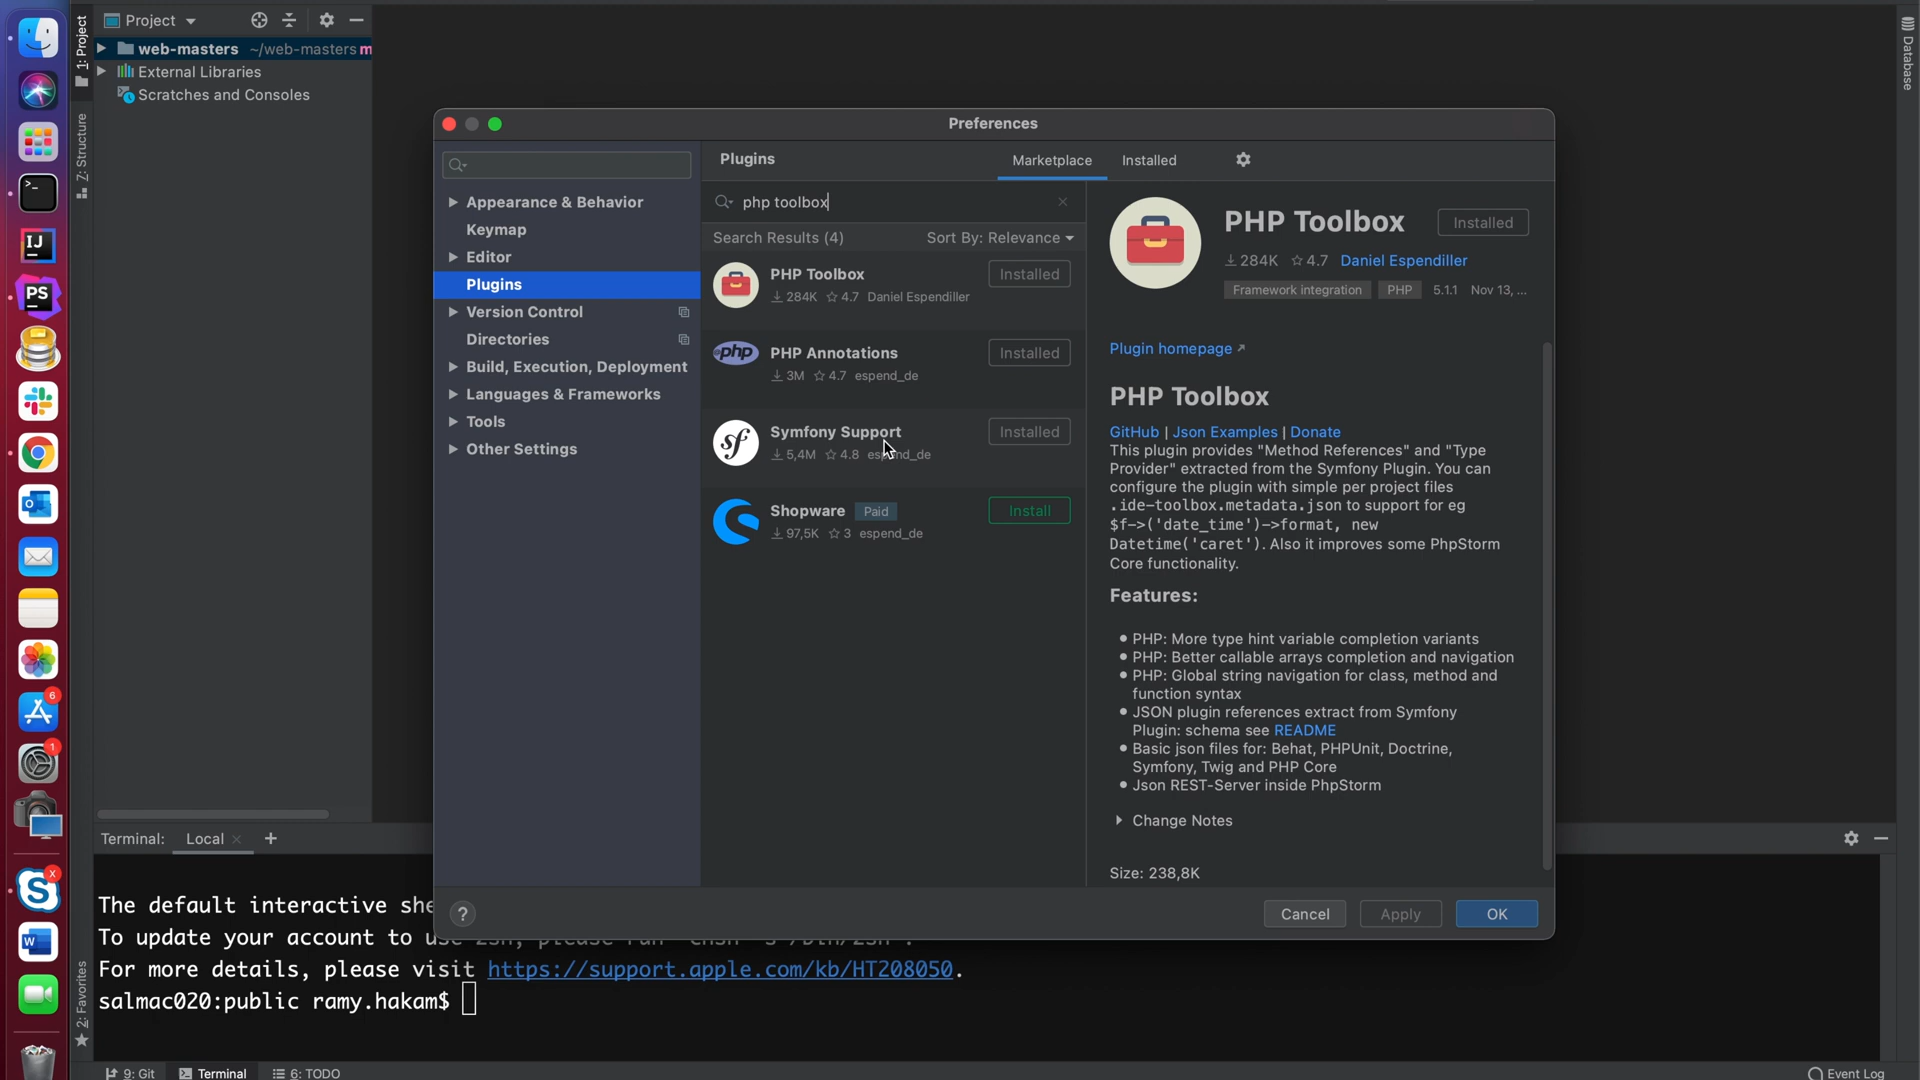 1: Project
Project
web-masters ~/web-masters m
External Libraries
Scratches and Consoles
Z: Structure
2: Favorites
Database
Preferences
Appearance & Behavior
Keymap
Editor
Plugins
Version Control
Directories
Build, Execution, Deployment
Languages & Frameworks
Tools
Other Settings
Plugins
Marketplace
Installed
php toolbox
Search Results (4)
Sort By: Relevance
PHP Toolbox
Installed
284K 4.7 Daniel Espendiller
php
PHP Annotations
Installed
3M 4.7 espend_de
sf
Symfony Support
Installed
5,4M 4.8 espend_de
Shopware Paid
Install
97,5K 3 espend_de
PHP Toolbox
Installed
284K 4.7 Daniel Espendiller
Framework integration PHP 5.1.1 Nov 13, ...
Plugin homepage
PHP Toolbox
GitHub | Json Examples | Donate
This plugin provides "Method References" and "Type
Provider" extracted from the Symfony Plugin. You can
configure the plugin with simple per project files
.ide-toolbox.metadata.json to support for eg
$f->('date_time')->format, new
Datetime('caret'). Also it improves some PhpStorm
Core functionality.
Features:
PHP: More type hint variable completion variants
PHP: Better callable arrays completion and navigation
PHP: Global string navigation for class, method and
function syntax
JSON plugin references extract from Symfony
Plugin: schema see README
Basic json files for: Behat, PHPUnit, Doctrine,
Symfony, Twig and PHP Core
Json REST-Server inside PhpStorm
Change Notes
Size: 238,8K
?
Cancel
Apply
OK
Terminal:
Local
The default interactive she
To update your account to use
For more details, please visit https://support.apple.com/kb/HT208050.
salmac020:public ramy.hakam$
9: Git
Terminal
6: TODO
Event Log
IJ
PS
S
W
6
1
x